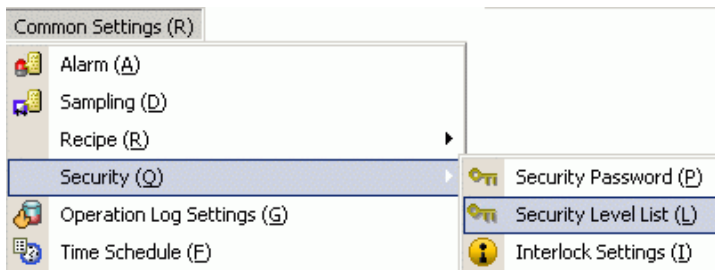 Common Settings (R)
Alarm (A)
Sampling (D)
Recipe (R)
Security (Q)
Security Password (P)
Operation Log Settings (G)
Security Level List (L)
Time Schedule (F)
Interlock Settings (I)